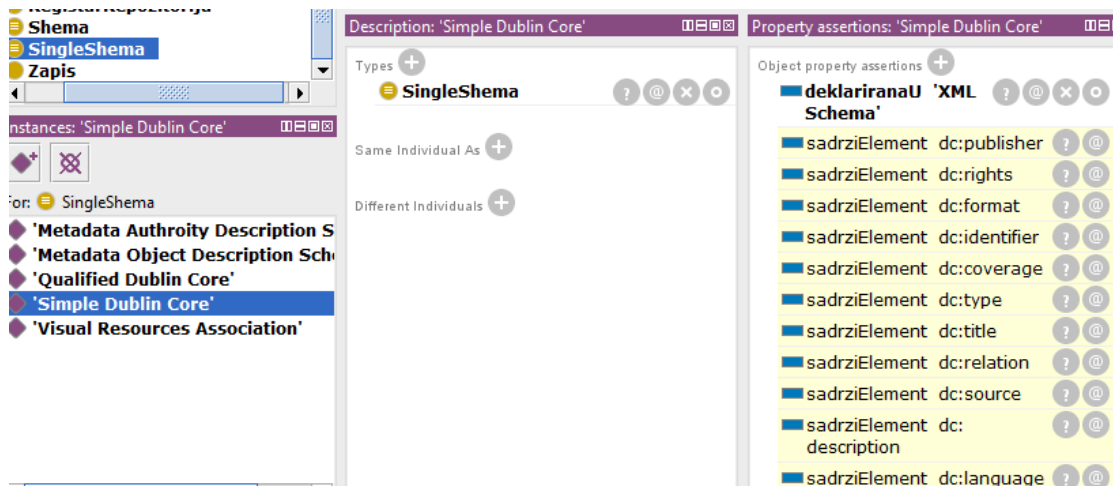 RegistarRepozitorija
Shema
SingleShema
Zapis
nstances: 'Simple Dublin Core'
For: SingleShema
'Metadata Authroity Description S
'Metadata Object Description Sch
'Qualified Dublin Core'
'Simple Dublin Core'
'Visual Resources Association'
Description: 'Simple Dublin Core'
Types
SingleShema
Same Individual As
Different Individuals
Property assertions: 'Simple Dublin Core'
Object property assertions
deklariranaU 'XML
Schema'
sadrziElement dc:publisher
sadrziElement dc:rights
sadrziElement dc:format
sadrziElement dc:identifier
sadrziElement dc:coverage
sadrziElement dc:type
sadrziElement dc:title
sadrziElement dc:relation
sadrziElement dc:source
sadrziElement dc:
description
sadrziElement dc:language